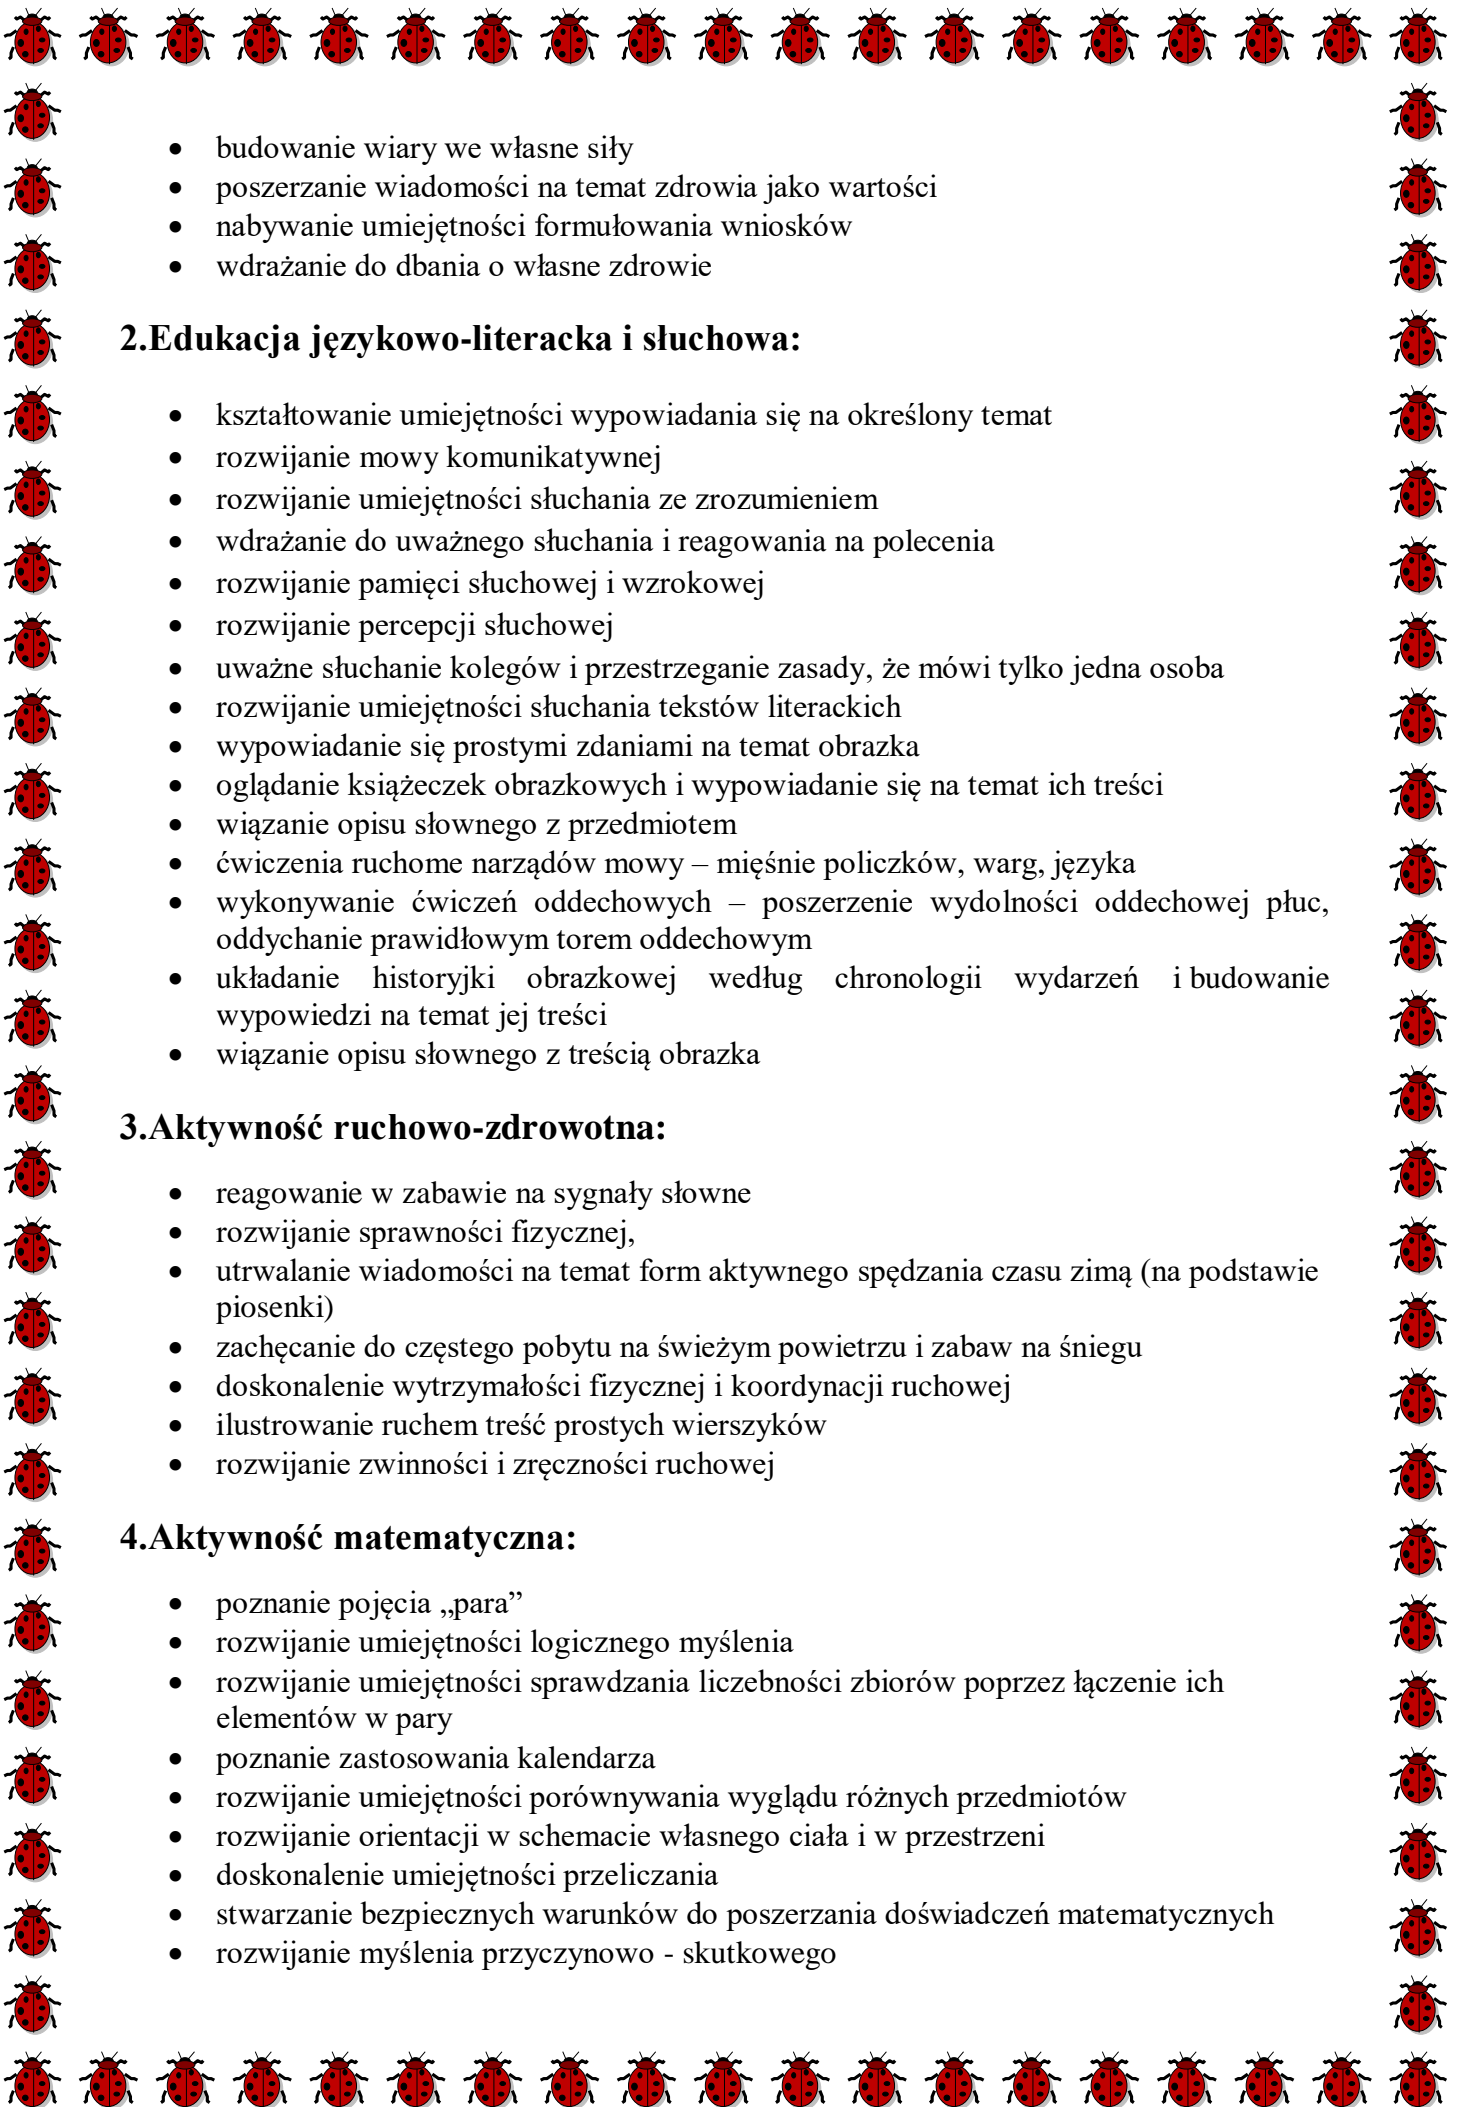 • budowanie wiary we własne siły
• poszerzanie wiadomości na temat zdrowia jako wartości
• nabywanie umiejętności formułowania wniosków
• wdrażanie do dbania o własne zdrowie
2.Edukacja językowo-literacka i słuchowa:
• kształtowanie umiejętności wypowiadania się na określony temat
• rozwijanie mowy komunikatywnej
• rozwijanie umiejętności słuchania ze zrozumieniem
• wdrażanie do uważnego słuchania i reagowania na polecenia
• rozwijanie pamięci słuchowej i wzrokowej
• rozwijanie percepcji słuchowej
• uważne słuchanie kolegów i przestrzeganie zasady, że mówi tylko jedna osoba
• rozwijanie umiejętności słuchania tekstów literackich
• wypowiadanie się prostymi zdaniami na temat obrazka
• oglądanie książeczek obrazkowych i wypowiadanie się na temat ich treści
• wiązanie opisu słownego z przedmiotem
• ćwiczenia ruchome narządów mowy – mięśnie policzków, warg, języka
• wykonywanie ćwiczeń oddechowych – poszerzenie wydolności oddechowej płuc,
oddychanie prawidłowym torem oddechowym
• układanie historyjki obrazkowej według chronologii wydarzeń i budowanie
wypowiedzi na temat jej treści
• wiązanie opisu słownego z treścią obrazka
3.Aktywność ruchowo-zdrowotna:
• reagowanie w zabawie na sygnały słowne
• rozwijanie sprawności fizycznej,
• utrwalanie wiadomości na temat form aktywnego spędzania czasu zimą (na podstawie
piosenki)
• zachęcanie do częstego pobytu na świeżym powietrzu i zabaw na śniegu
• doskonalenie wytrzymałości fizycznej i koordynacji ruchowej
• ilustrowanie ruchem treść prostych wierszyków
• rozwijanie zwinności i zręczności ruchowej
4.Aktywność matematyczna:
• poznanie pojęcia „para”
• rozwijanie umiejętności logicznego myślenia
• rozwijanie umiejętności sprawdzania liczebności zbiorów poprzez łączenie ich
elementów w pary
• poznanie zastosowania kalendarza
• rozwijanie umiejętności porównywania wyglądu różnych przedmiotów
• rozwijanie orientacji w schemacie własnego ciała i w przestrzeni
• doskonalenie umiejętności przeliczania
• stwarzanie bezpiecznych warunków do poszerzania doświadczeń matematycznych
• rozwijanie myślenia przyczynowo - skutkowego